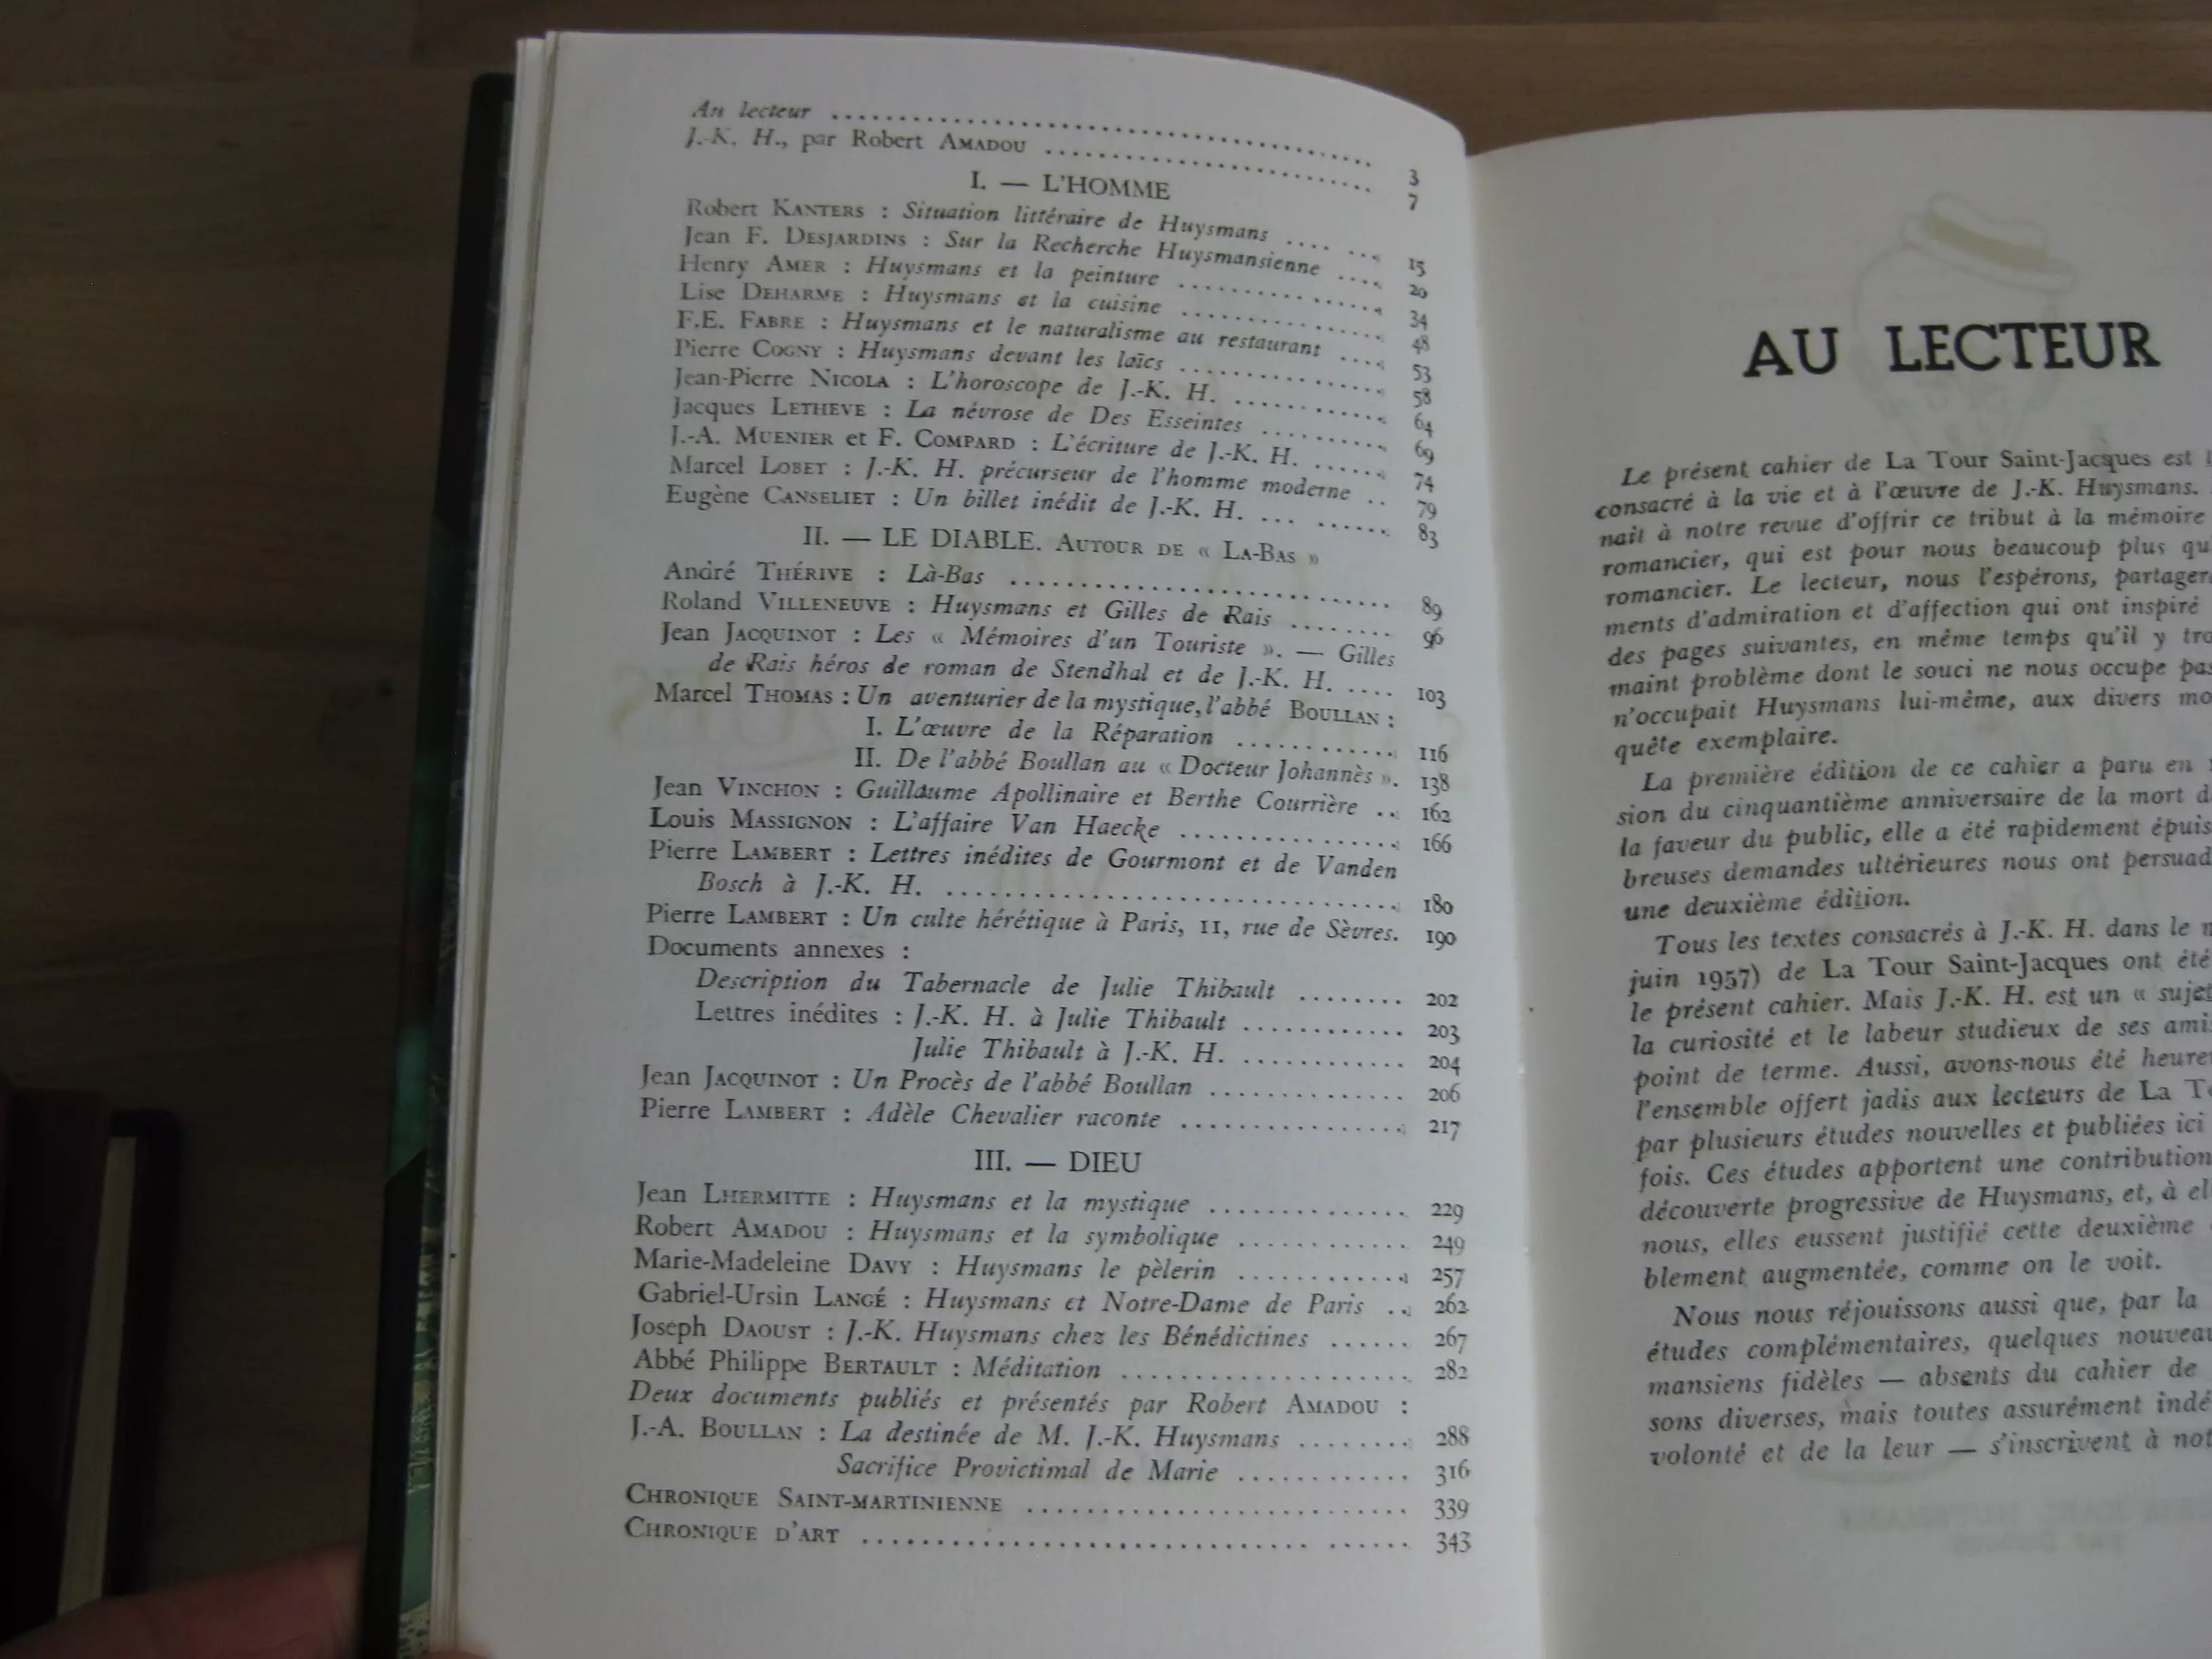 Au lecteur ........................................ 3
J.-K. H., par Robert AMADOU ........................ 7
I. — L'HOMME
Robert KANTERS : Situation littéraire de Huysmans .... ... 15
Jean F. DESJARDINS : Sur la Recherche Huysmansienne .... 20
Henry AMER : Huysmans et la peinture ............... 34
Lise DEHARME : Huysmans et la cuisine ............... 48
F.E. FABRE : Huysmans et le naturalisme au restaurant .... 53
Pierre COGNY : Huysmans devant les laïcs ............... 58
Jean-Pierre NICOLA : L'horoscope de J.-K. H. ........... 64
Jacques LETHEVE : La névrose de Des Esseintes .......... 69
J.-A. MUENIER et F. COMPARD : L'écriture de J.-K. H. ...... 74
Marcel LOBET : J.-K. H. précurseur de l'homme moderne .. 79
Eugène CANSELIET : Un billet inédit de J.-K. H. ... ...... 83
II. — LE DIABLE. AUTOUR DE « LA-BAS »
André THÉRIVE : Là-Bas ............................. 89
Roland VILLENEUVE : Huysmans et Gilles de Rais ........ 96
Jean JACQUINOT : Les « Mémoires d'un Touriste ». — Gilles
de Rais héros de roman de Stendhal et de J.-K. H. .... 103
Marcel THOMAS : Un aventurier de la mystique, l'abbé BOULLAN :
I. L'œuvre de la Réparation ............ 116
II. De l'abbé Boullan au « Docteur Johannès ». 138
Jean VINCHON : Guillaume Apollinaire et Berthe Courrière .. 162
Louis MASSIGNON : L'affaire Van Haecke ................ 166
Pierre LAMBERT : Lettres inédites de Gourmont et de Vanden
Bosch à J.-K. H. ................................. 180
Pierre LAMBERT : Un culte hérétique à Paris, 11, rue de Sèvres. 190
Documents annexes :
Description du Tabernacle de Julie Thibault ........ 202
Lettres inédites : J.-K. H. à Julie Thibault ............ 203
Julie Thibault à J.-K. H. ............ 204
Jean JACQUINOT : Un Procès de l'abbé Boullan .............. 206
Pierre LAMBERT : Adèle Chevalier raconte ................. 217
III. — DIEU
Jean LHERMITTE : Huysmans et la mystique .............. 229
Robert AMADOU : Huysmans et la symbolique ............ 249
Marie-Madeleine DAVY : Huysmans le pèlerin ............ 257
Gabriel-Ursin LANGÉ : Huysmans et Notre-Dame de Paris ... 262
Joseph DAOUST : J.-K. Huysmans chez les Bénédictines ...... 267
Abbé Philippe BERTAULT : Méditation ..................... 282
Deux documents publiés et présentés par Robert AMADOU :
J.-A. BOULLAN : La destinée de M. J.-K. Huysmans ........ 288
Sacrifice Provictimal de Marie ............ 316
CHRONIQUE SAINT-MARTINIENNE ........................... 339
CHRONIQUE D'ART ............................... ...... 343
AU LECTEUR
Le présent cahier de La Tour Saint-Jacques est
consacré à la vie et à l'œuvre de J.-K. Huysmans.
nait à notre revue d'offrir ce tribut à la mémoire
romancier, qui est pour nous beaucoup plus qu'
romancier. Le lecteur, nous l'espérons, partager
ments d'admiration et d'affection qui ont inspiré
des pages suivantes, en même temps qu'il y tro
maint problème dont le souci ne nous occupe pas
n'occupait Huysmans lui-même, aux divers mo
quête exemplaire.
La première édition de ce cahier a paru en
sion du cinquantième anniversaire de la mort d
la faveur du public, elle a été rapidement épuis
breuses demandes ultérieures nous ont persuad
une deuxième édition.
Tous les textes consacrés à J.-K. H. dans le
juin 1957) de La Tour Saint-Jacques ont été
le présent cahier. Mais J.-K. H. est un « sujet
la curiosité et le labeur studieux de ses ami
point de terme. Aussi, avons-nous été heure
l'ensemble offert jadis aux lecteurs de La T
par plusieurs études nouvelles et publiées ici
fois. Ces études apportent une contribution
découverte progressive de Huysmans, et, à el
nous, elles eussent justifié cette deuxième
blement augmentée, comme on le voit.
Nous nous réjouissons aussi que, par la
études complémentaires, quelques nouveau
mansiens fidèles — absents du cahier de
sons diverses, mais toutes assurément indé
volonté et de la leur — s'inscrivent à not